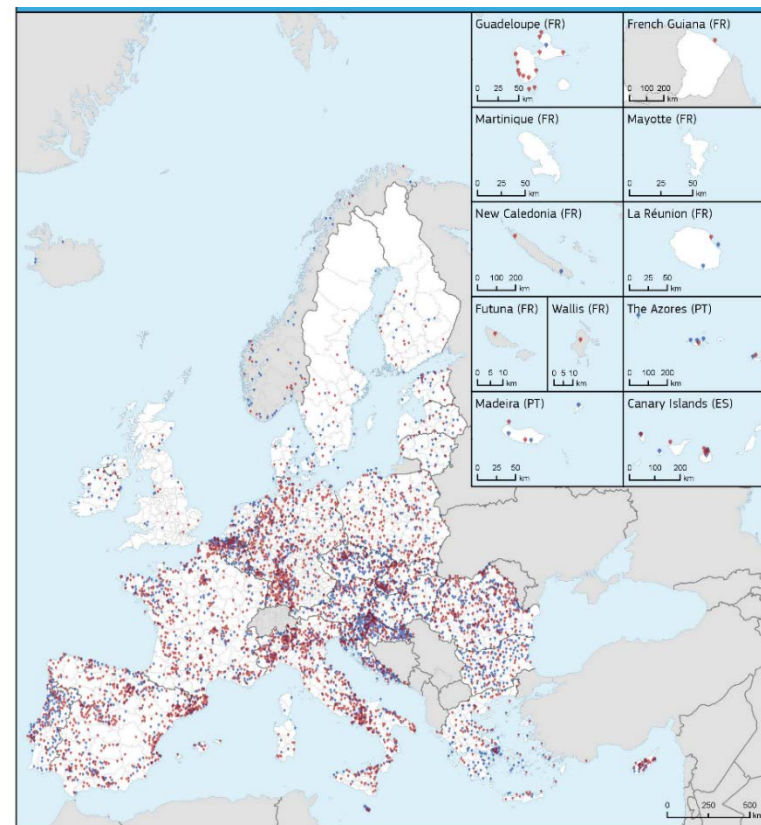 Guadeloupe (FR)
0 25 50
km
French Guiana (FR)
0 100 200
km
Martinique (FR)
0 25 50
km
Mayotte (FR)
0 25 50
km
New Caledonia (FR)
0 100 200
km
La Réunion (FR)
0 25 50
km
Futuna (FR)
0 5 10
km
Wallis (FR)
0 5 10
km
The Azores (PT)
0 100 200
km
Madeira (PT)
0 25 50
km
Canary Islands (ES)
0 100 200
km
0 250 500
km